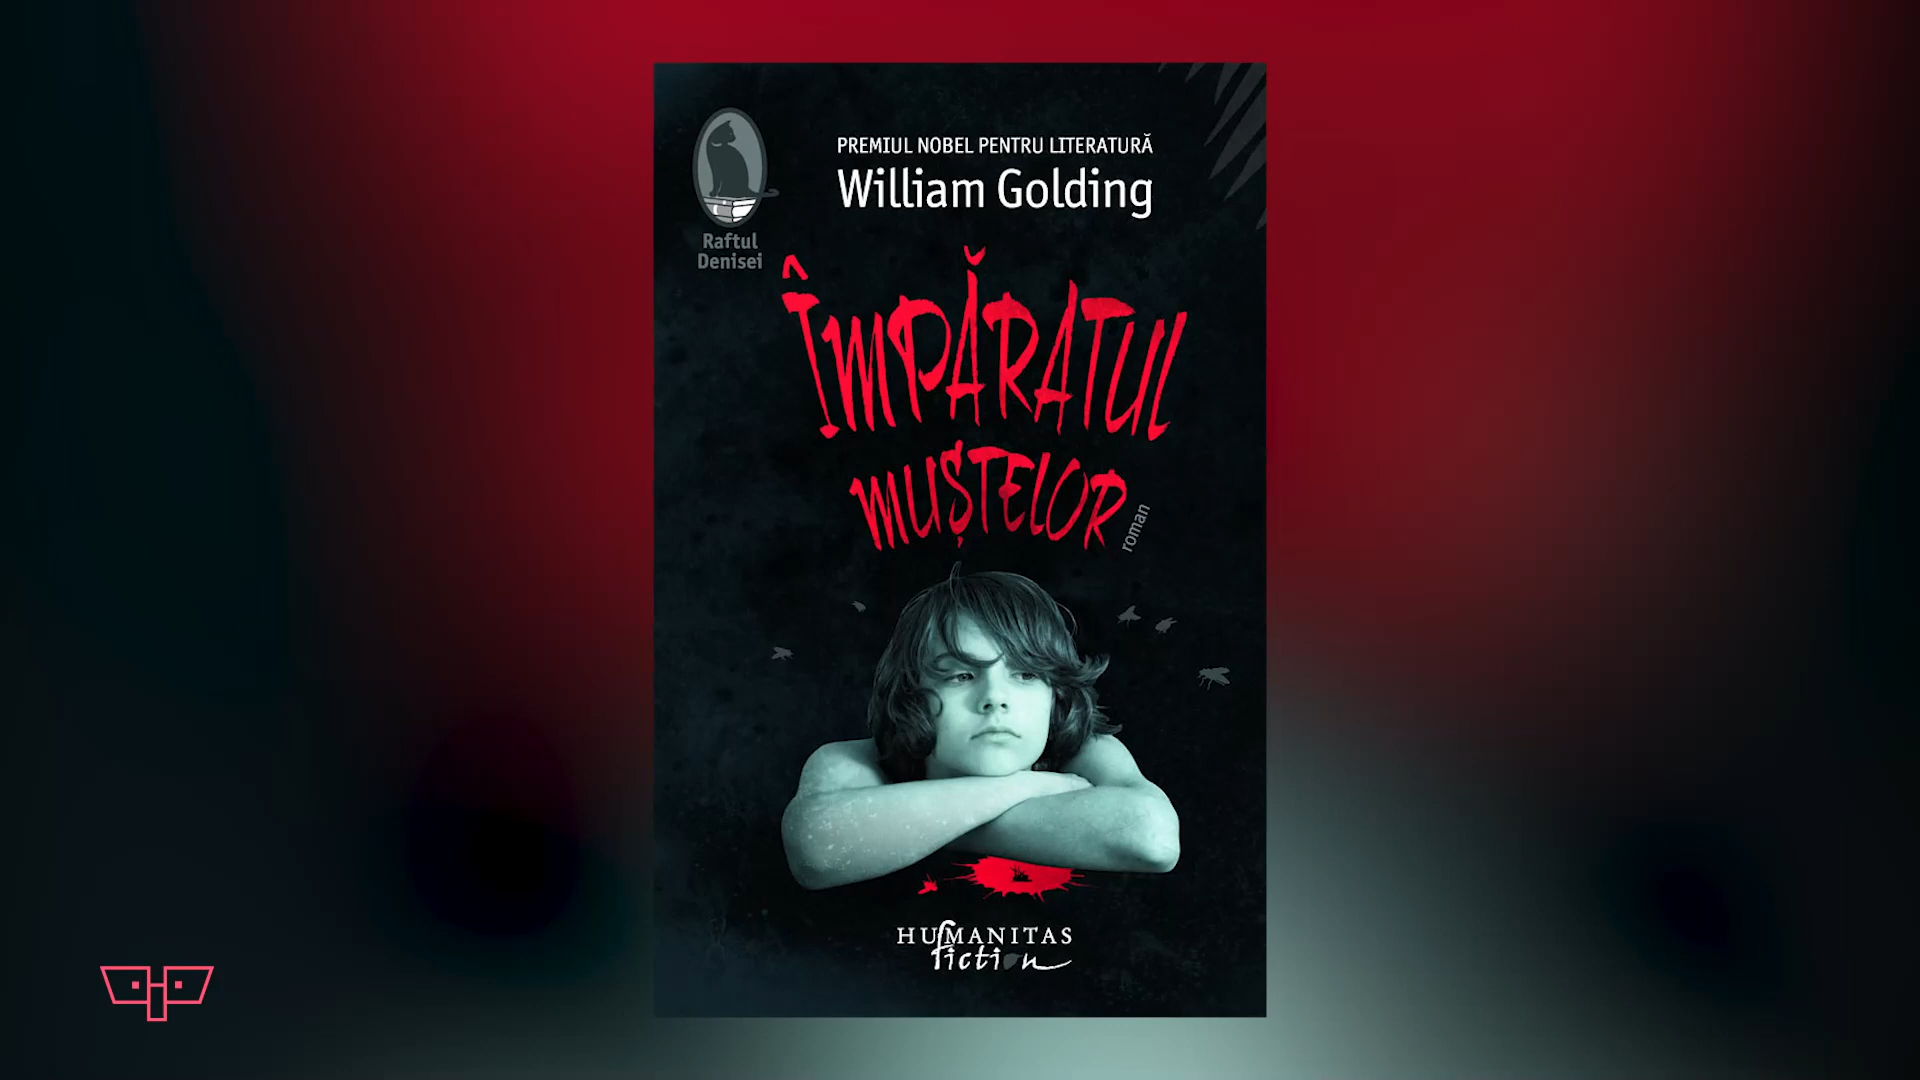 PREMIUL NOBEL PENTRU LITERATURĂ
William Golding
Raftul
Denisei
ÎMPĂRATUL
MUȘTELOR
roman
HUMANITAS
fiction